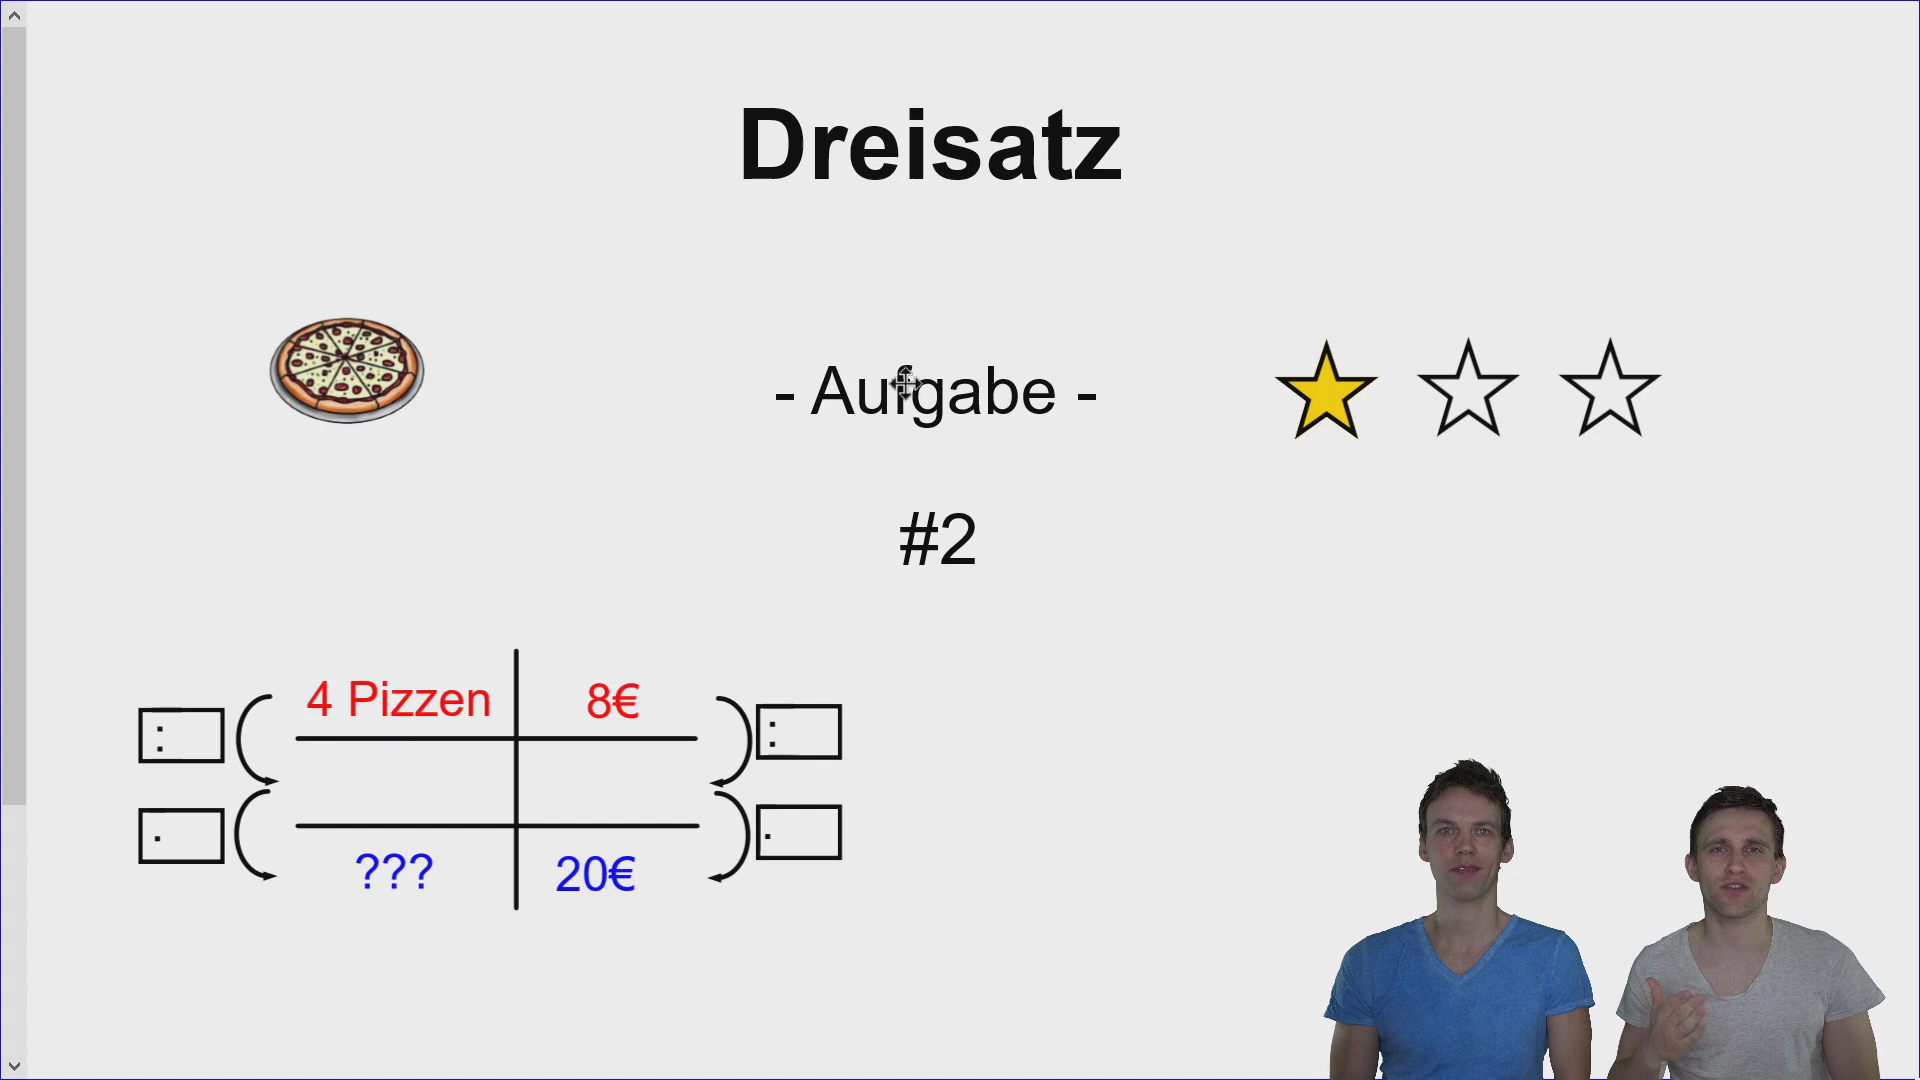 Dreisatz
- Aufgabe -
#2
4 Pizzen 8€
: :
. .
??? 20€